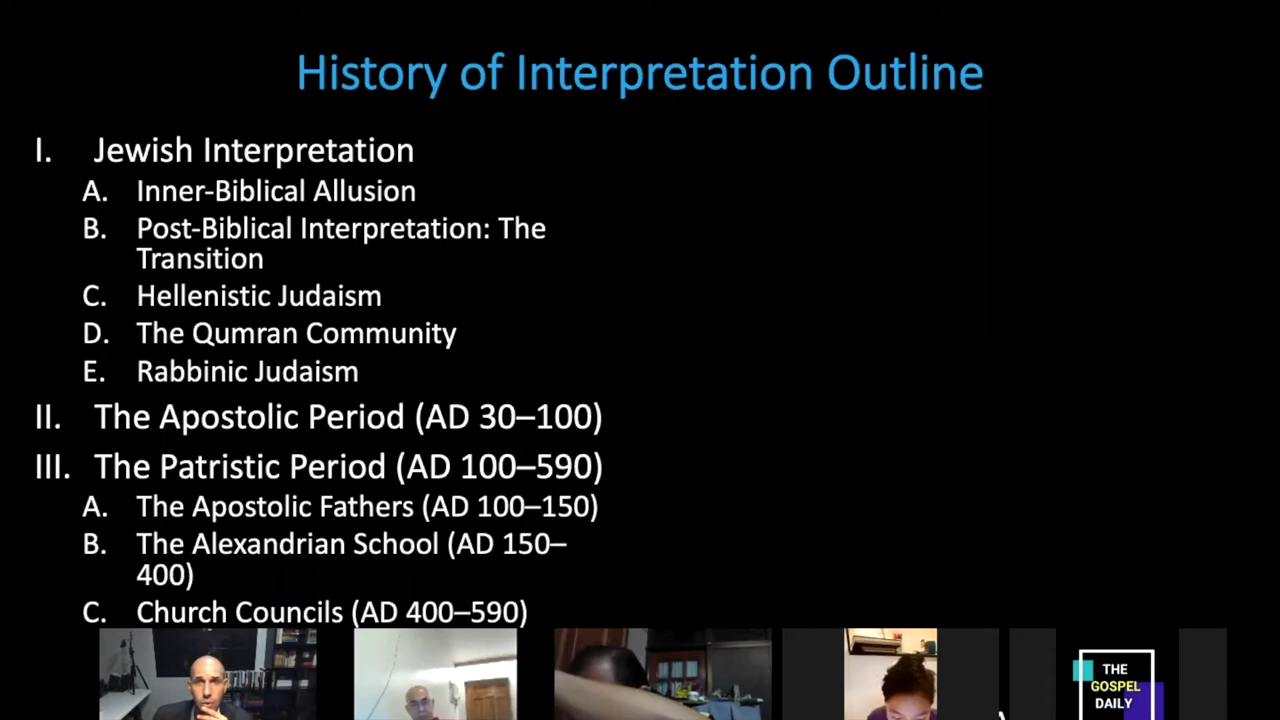 History of Interpretation Outline
I. Jewish Interpretation
A. Inner-Biblical Allusion
B. Post-Biblical Interpretation: The
Transition
C. Hellenistic Judaism
D. The Qumran Community
E. Rabbinic Judaism
II. The Apostolic Period (AD 30–100)
III. The Patristic Period (AD 100–590)
A. The Apostolic Fathers (AD 100–150)
B. The Alexandrian School (AD 150–
400)
C. Church Councils (AD 400–590)
THE
GOSPEL
DAILY